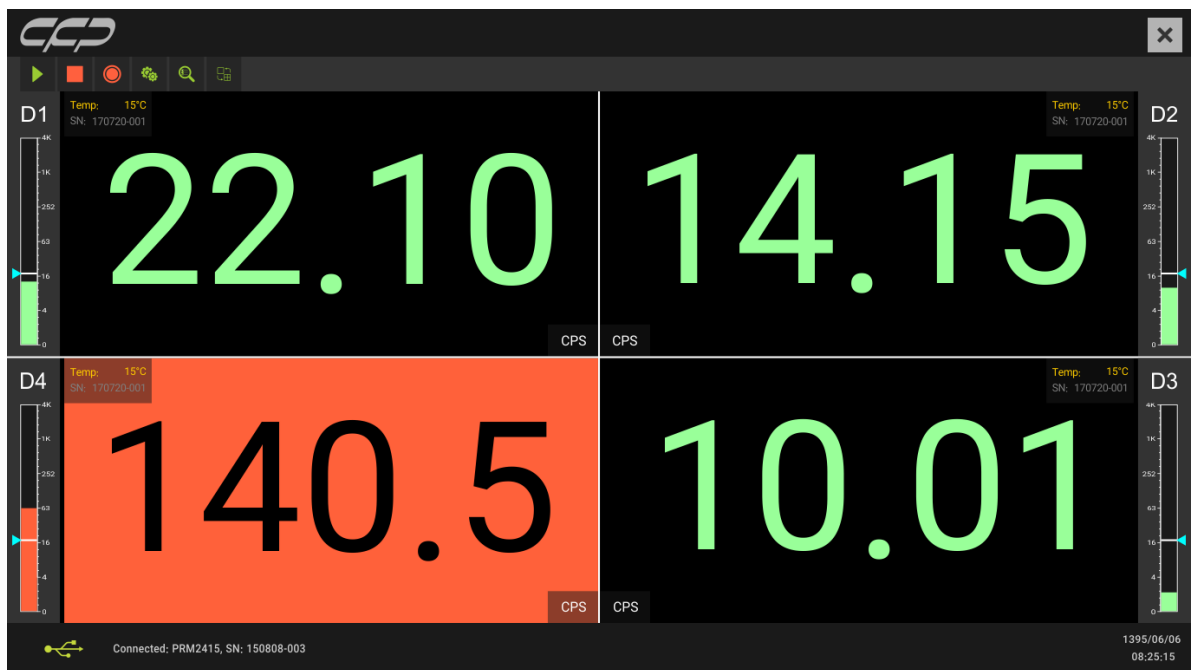 CCP
D1
Temp: 15°C
SN: 170720-001
4K
1K
252
63
16
4
0
22.10
CPS
14.15
CPS
Temp: 15°C
SN: 170720-001
D2
4K
1K
252
63
16
4
0
D4
Temp: 15°C
SN: 170720-001
4K
1K
252
63
16
4
0
140.5
CPS
10.01
CPS
Temp: 15°C
SN: 170720-001
D3
4K
1K
252
63
16
4
0
Connected: PRM2415, SN: 150808-003
1395/06/06
08:25:15